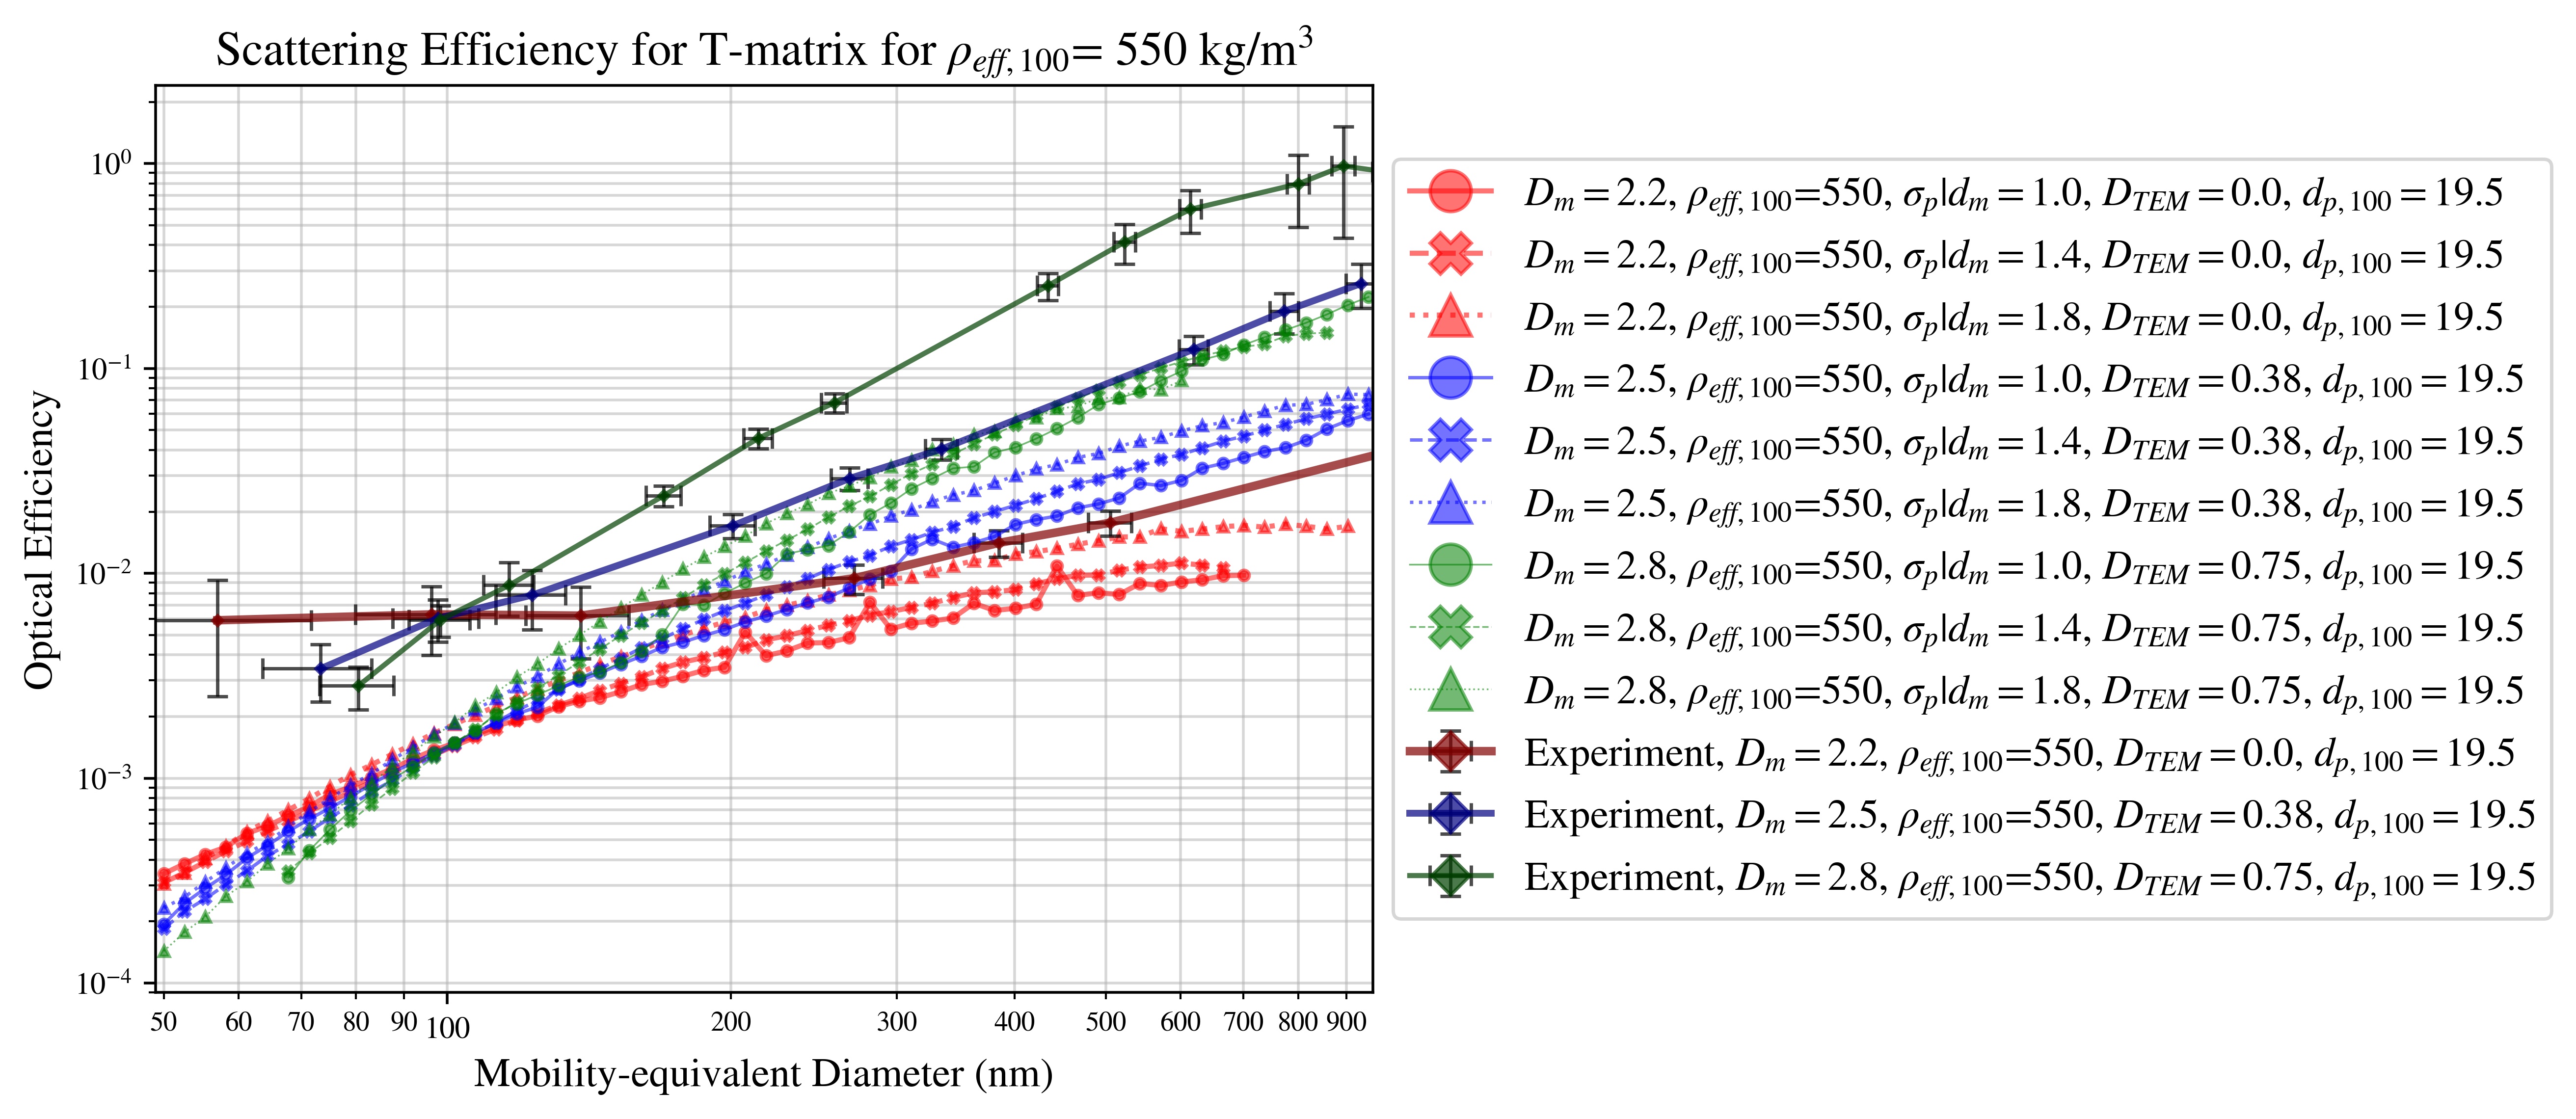 Scattering Efficiency for T-matrix for ρeff,100= 550 kg/m³
Optical Efficiency
10⁰
10⁻¹
10⁻²
10⁻³
10⁻⁴
50 60 70 80 90 100 200 300 400 500 600 700 800 900
Mobility-equivalent Diameter (nm)
Dm = 2.2, ρeff,100=550, σp|dm = 1.0, DTEM = 0.0, dp,100 = 19.5
Dm = 2.2, ρeff,100=550, σp|dm = 1.4, DTEM = 0.0, dp,100 = 19.5
Dm = 2.2, ρeff,100=550, σp|dm = 1.8, DTEM = 0.0, dp,100 = 19.5
Dm = 2.5, ρeff,100=550, σp|dm = 1.0, DTEM = 0.38, dp,100 = 19.5
Dm = 2.5, ρeff,100=550, σp|dm = 1.4, DTEM = 0.38, dp,100 = 19.5
Dm = 2.5, ρeff,100=550, σp|dm = 1.8, DTEM = 0.38, dp,100 = 19.5
Dm = 2.8, ρeff,100=550, σp|dm = 1.0, DTEM = 0.75, dp,100 = 19.5
Dm = 2.8, ρeff,100=550, σp|dm = 1.4, DTEM = 0.75, dp,100 = 19.5
Dm = 2.8, ρeff,100=550, σp|dm = 1.8, DTEM = 0.75, dp,100 = 19.5
Experiment, Dm = 2.2, ρeff,100=550, DTEM = 0.0, dp,100 = 19.5
Experiment, Dm = 2.5, ρeff,100=550, DTEM = 0.38, dp,100 = 19.5
Experiment, Dm = 2.8, ρeff,100=550, DTEM = 0.75, dp,100 = 19.5